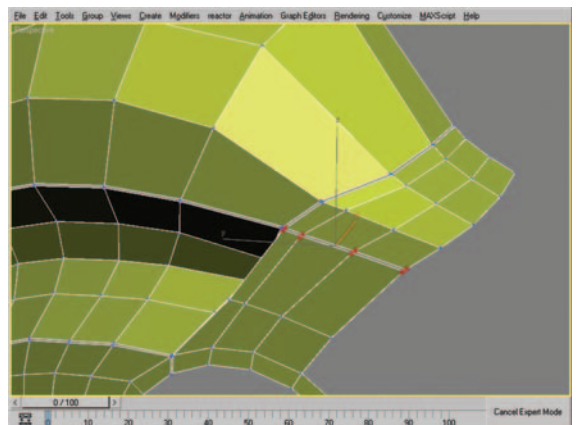 File Edit Tools Group Views Create Modifiers reactor Animation Graph Editors Rendering Customize MAXScript Help
Perspective
< 0 / 100 >
0 10 20 30 40 50 60 70 80 90 100
Cancel Expert Mode